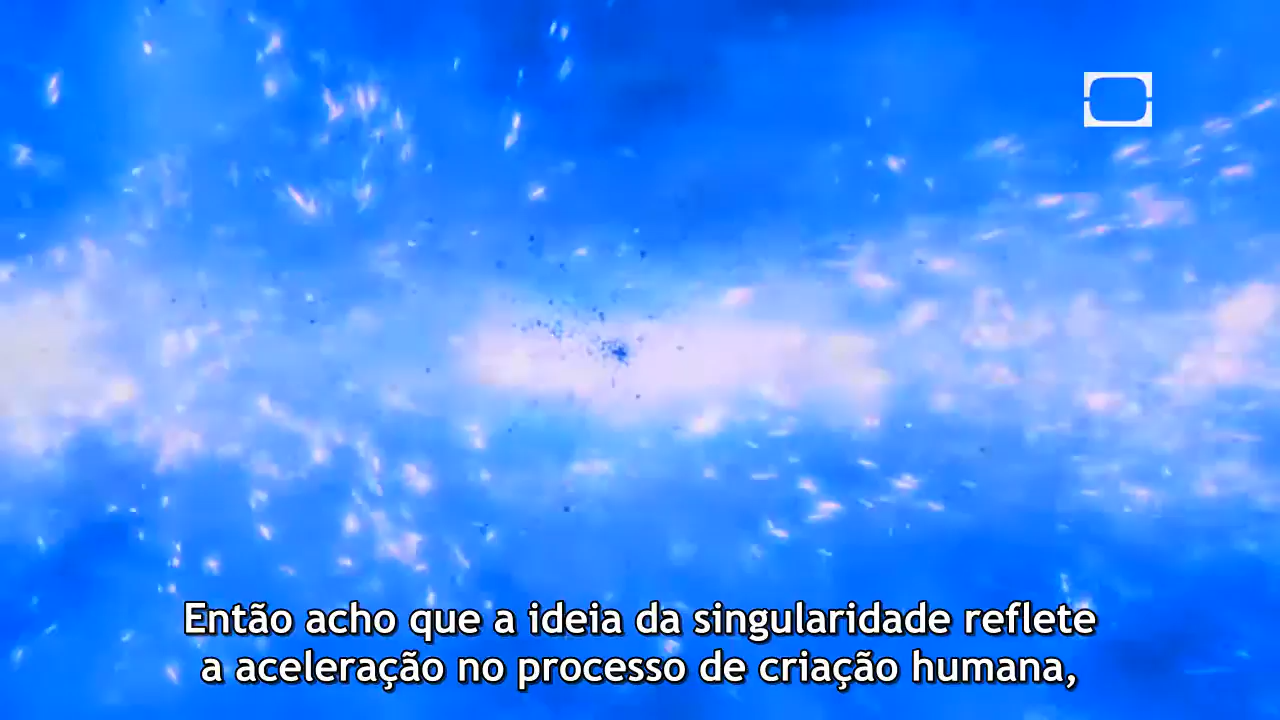 Então acho que a ideia da singularidade reflete
a aceleração no processo de criação humana,